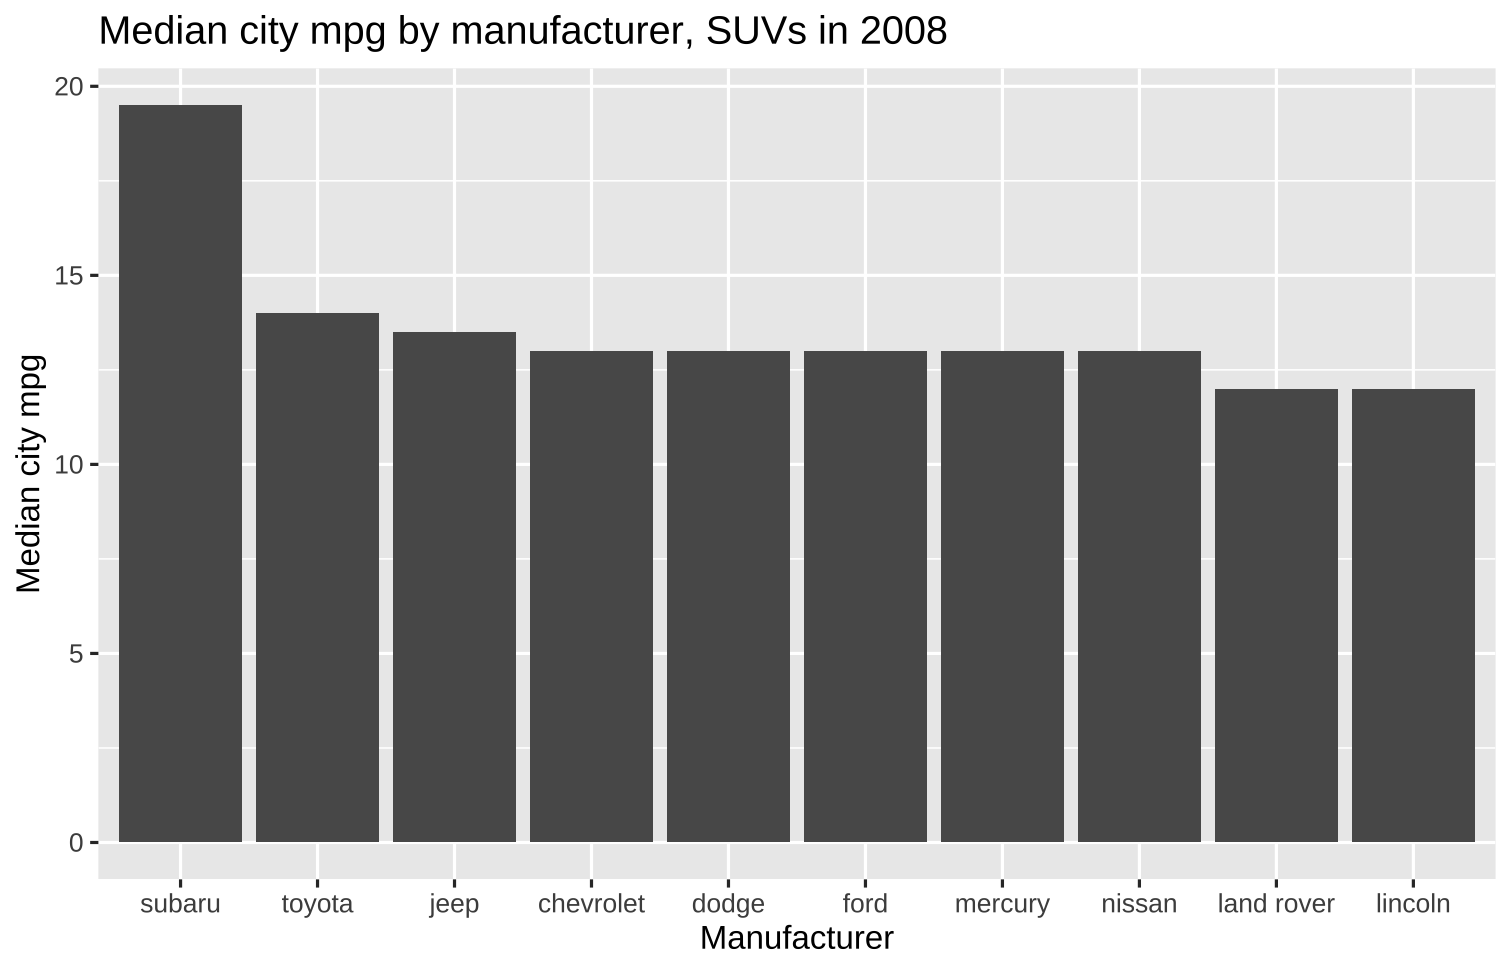 Median city mpg by manufacturer, SUVs in 2008
Median city mpg
20
15
10
5
0
subaru toyota jeep chevrolet dodge ford mercury nissan land rover lincoln
Manufacturer